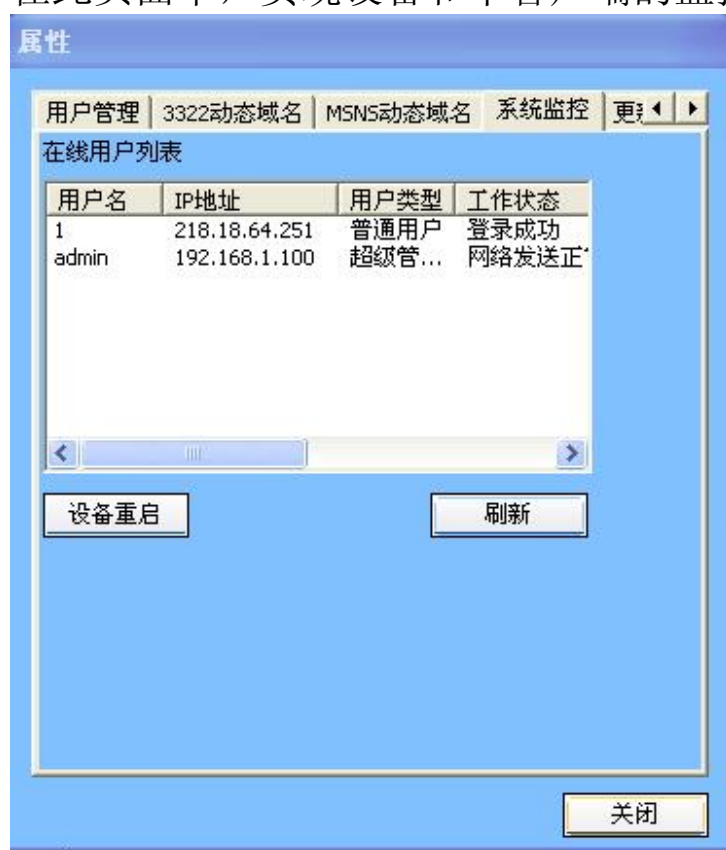 属性
用户管理 3322动态域名 MSNS动态域名 系统监控
在线用户列表
用户名 IP地址 用户类型 工作状态
1 218.18.64.251 普通用户 登录成功
admin 192.168.1.100 超级管... 网络发送正
设备重启 刷新
关闭